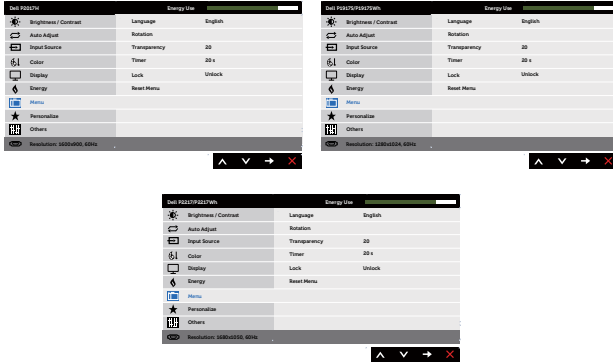 Dell P2017H Energy Use
Brightness / Contrast Language English
Auto Adjust Rotation
Input Source Transparency 20
Color Timer 20 s
Display Lock Unlock
Energy Reset Menu
Menu
Personalize
Others
Resolution: 1600x900, 60Hz
Dell P1917S/P1917SWh Energy Use
Brightness / Contrast Language English
Auto Adjust Rotation
Input Source Transparency 20
Color Timer 20 s
Display Lock Unlock
Energy Reset Menu
Menu
Personalize
Others
Resolution: 1280x1024, 60Hz
Dell P2217/P2217Wh Energy Use
Brightness / Contrast Language English
Auto Adjust Rotation
Input Source Transparency 20
Color Timer 20 s
Display Lock Unlock
Energy Reset Menu
Menu
Personalize
Others
Resolution: 1680x1050, 60Hz